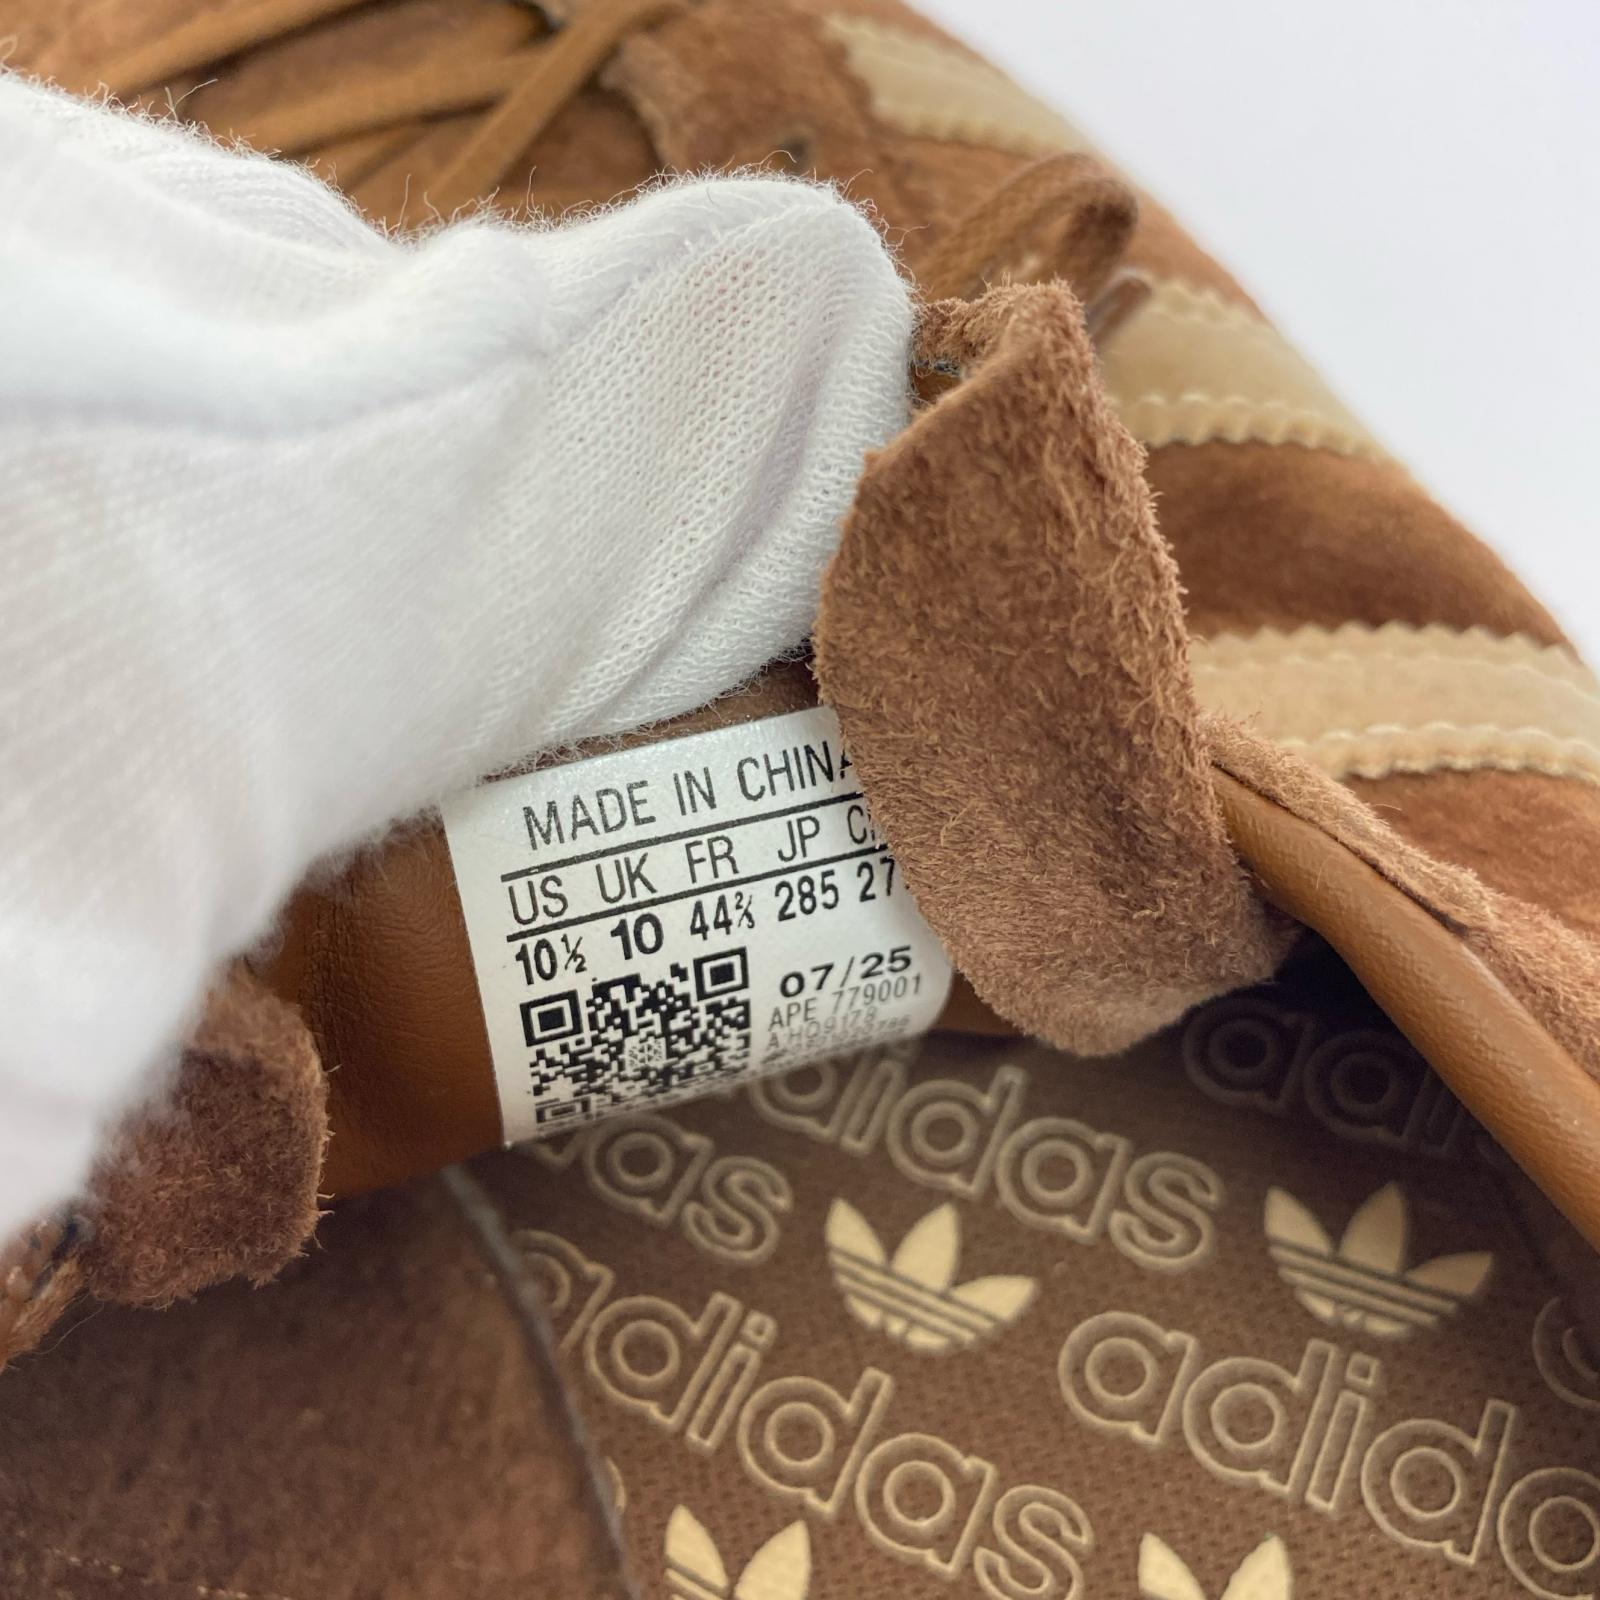 MADE IN CHINA
US UK FR JP
10½ 10 44⅔ 285 27
07/25
APE 779001
adidas
adidas
adidas
adidas